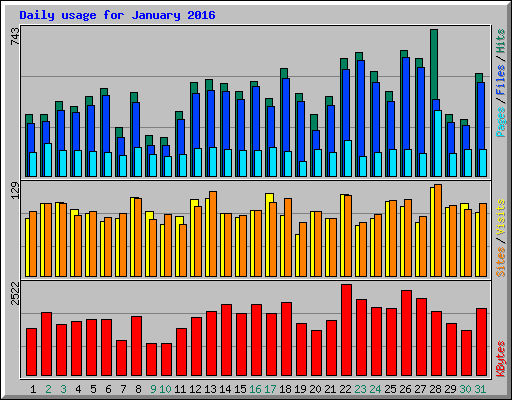 Daily usage for January 2016
743
Pages / Files / Hits
129
Sites / Visits
2522
KBytes
1 2 3 4 5 6 7 8 9 10 11 12 13 14 15 16 17 18 19 20 21 22 23 24 25 26 27 28 29 30 31